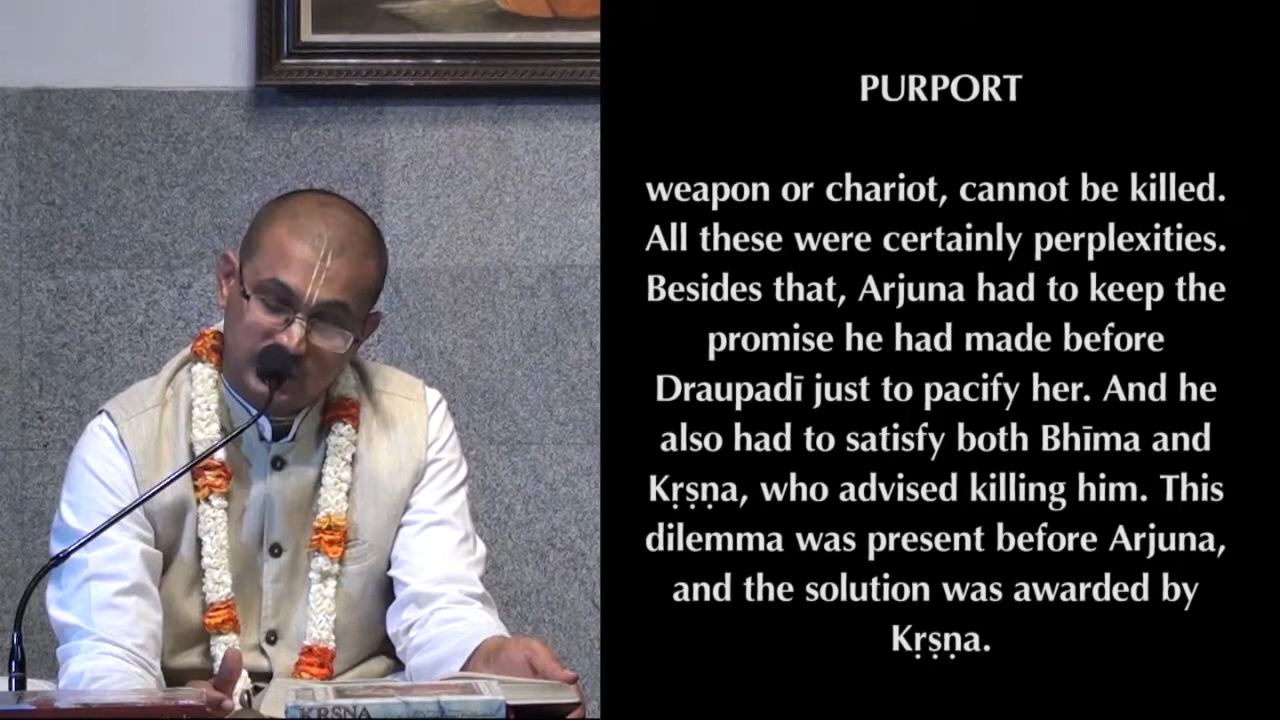 PURPORT
weapon or chariot, cannot be killed.
All these were certainly perplexities.
Besides that, Arjuna had to keep the
promise he had made before
Draupadī just to pacify her. And he
also had to satisfy both Bhīma and
Kṛṣṇa, who advised killing him. This
dilemma was present before Arjuna,
and the solution was awarded by
Kṛṣṇa.
KṚṢṆA